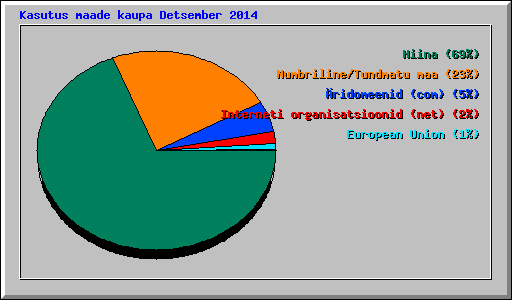 Kasutus maade kaupa Detsember 2014
Hiina (69%)
Numbriline/Tundmatu maa (23%)
Äridomeenid (com) (5%)
Interneti organisatsioonid (net) (2%)
European Union (1%)